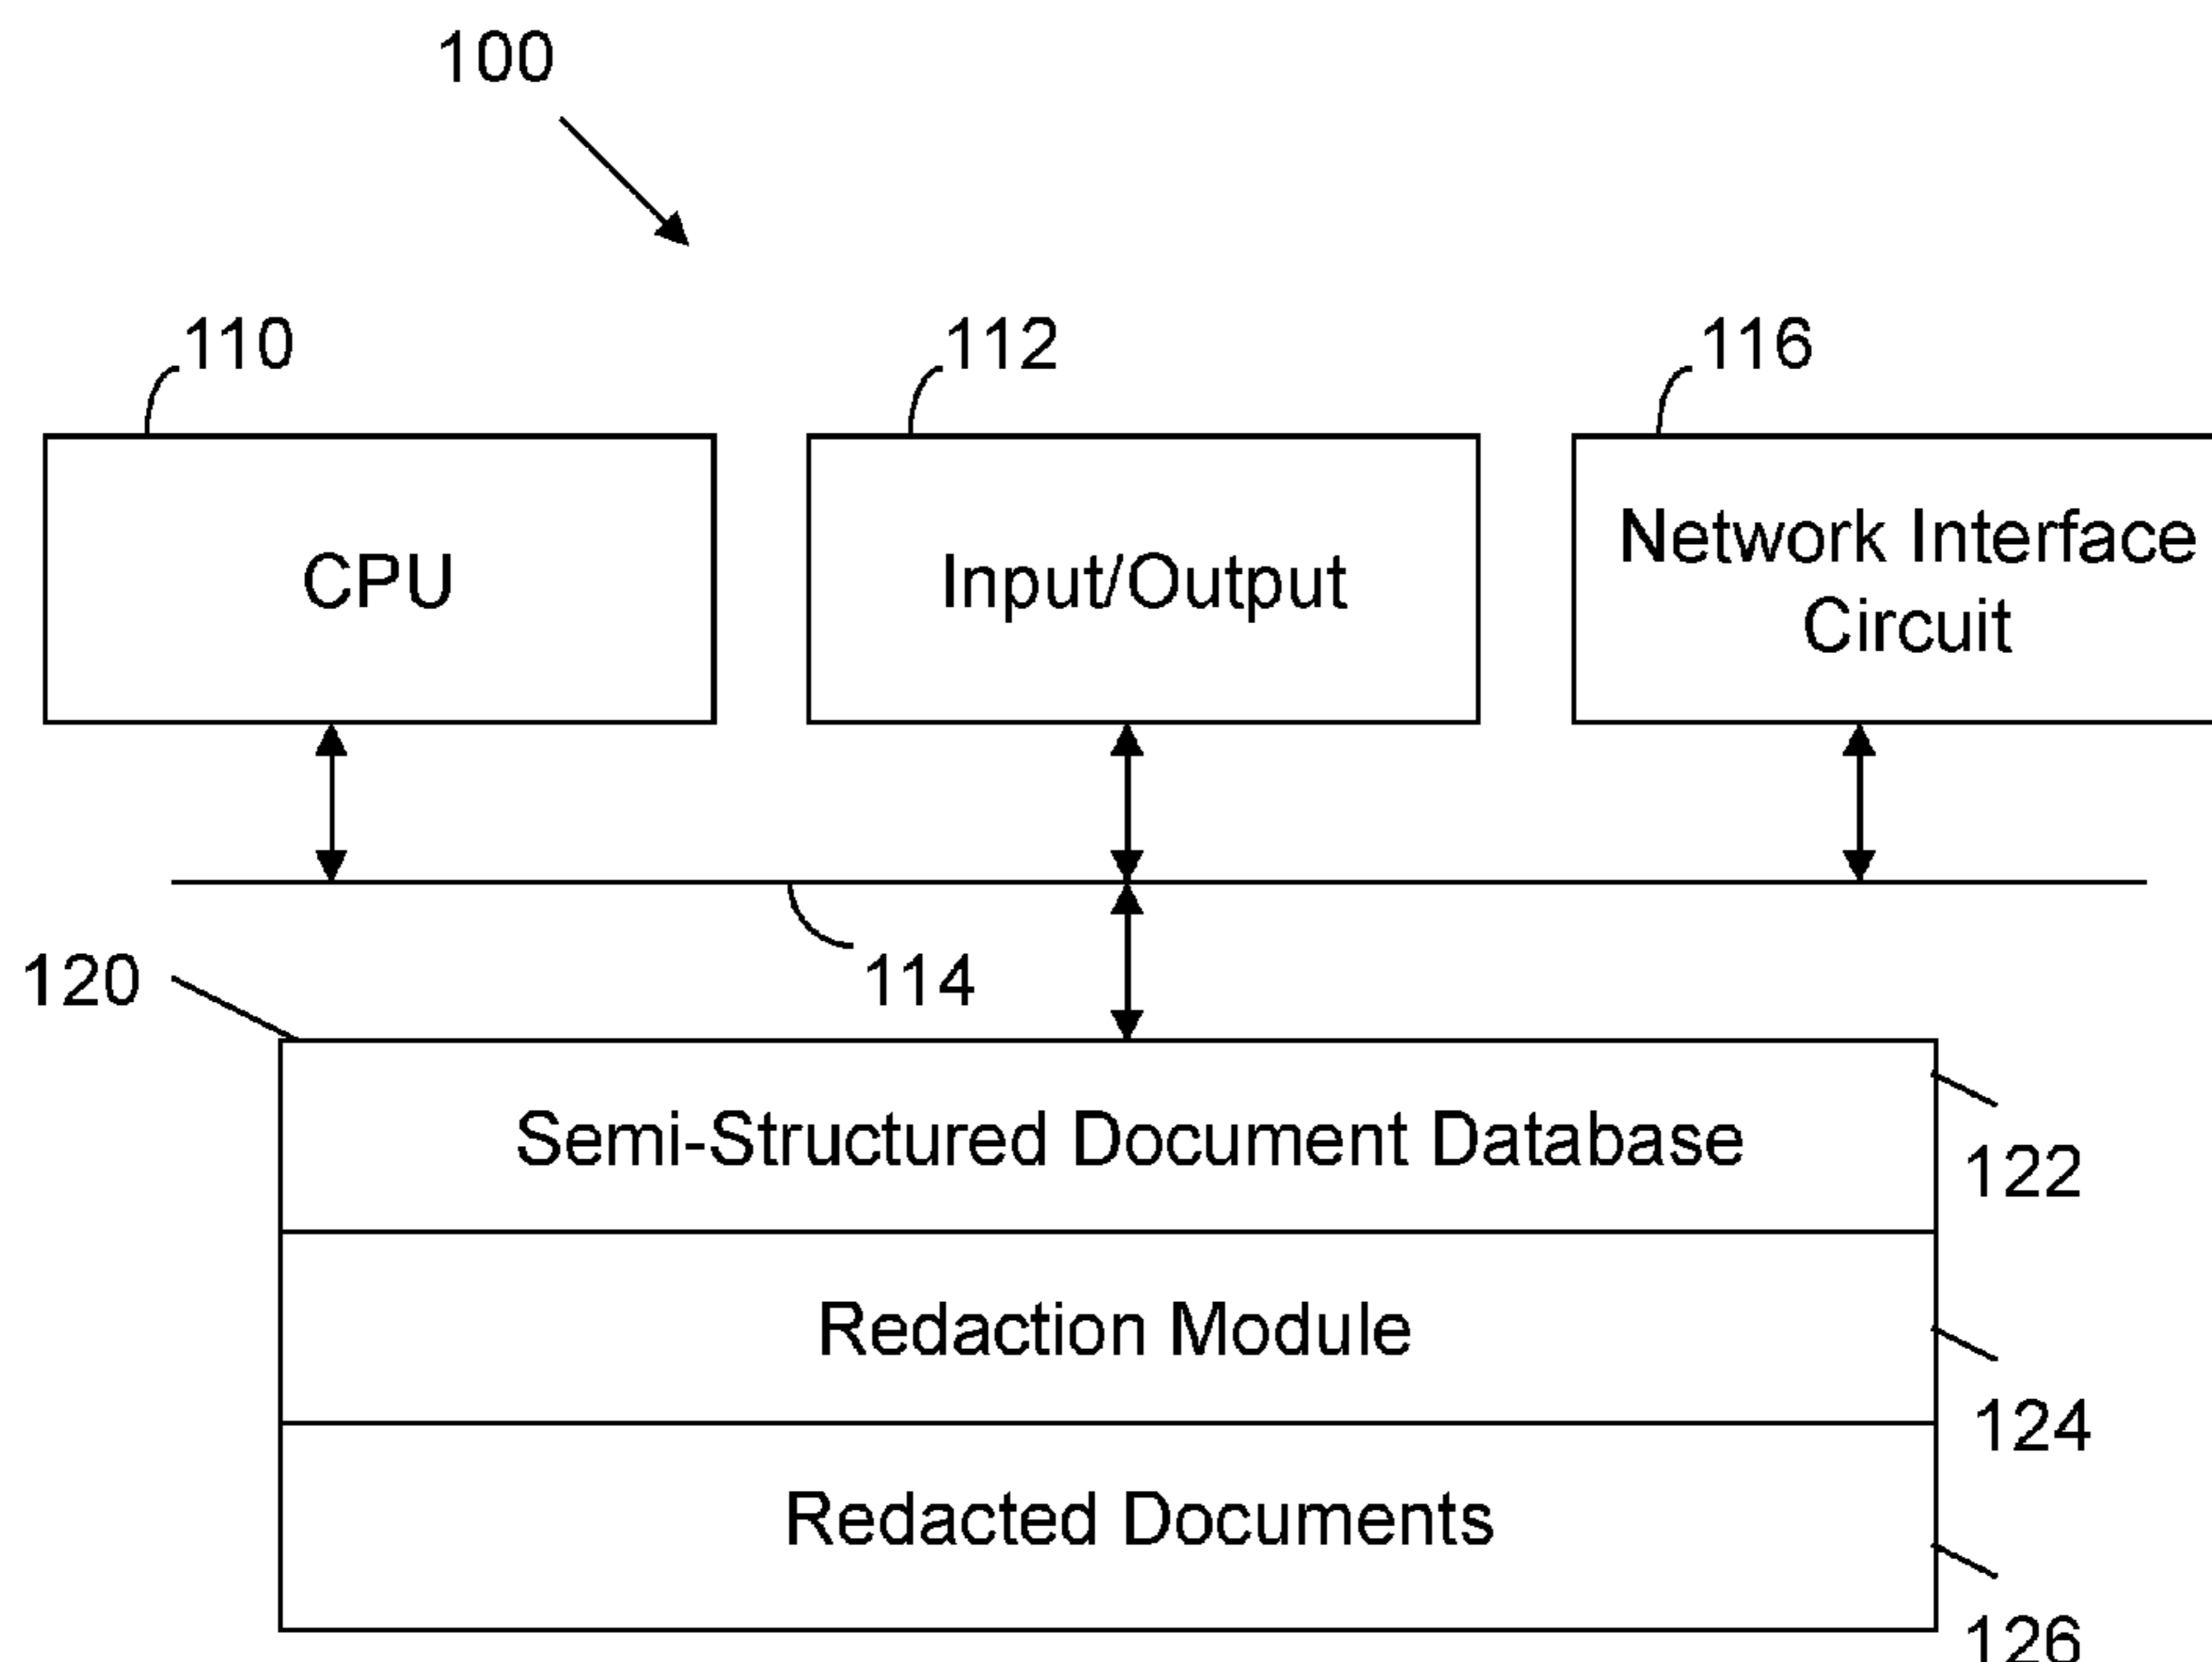 100
110
112
116
CPU
Input/Output
Network Interface
Circuit
120
114
Semi-Structured Document Database
122
Redaction Module
124
Redacted Documents
126